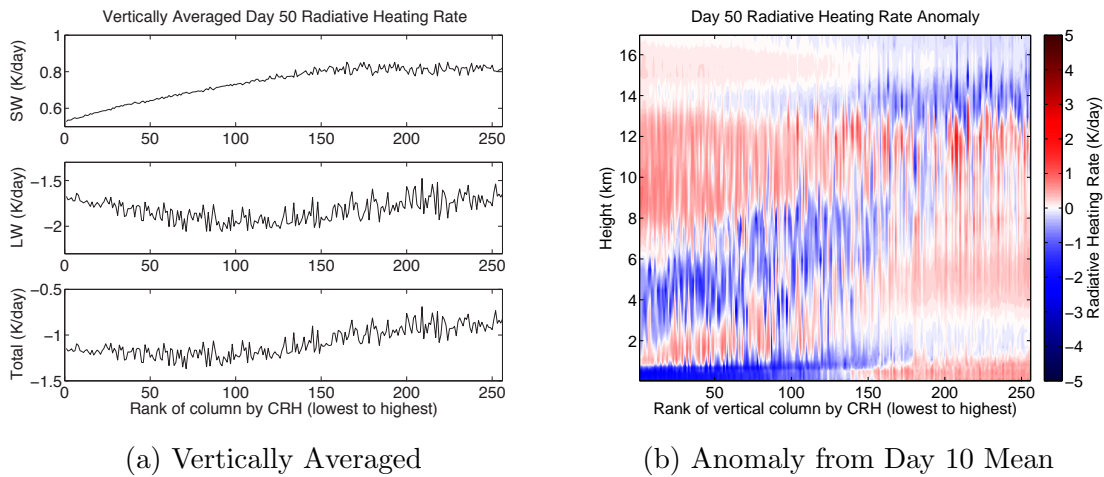 Vertically Averaged Day 50 Radiative Heating Rate
SW (K/day)
1
0.8
0.6
0 50 100 150 200 250
LW (K/day)
−1.5
−2
0 50 100 150 200 250
Total (K/day)
−0.5
−1
−1.5
0 50 100 150 200 250
Rank of column by CRH (lowest to highest)
(a) Vertically Averaged
Day 50 Radiative Heating Rate Anomaly
Height (km)
16
14
12
10
8
6
4
2
50 100 150 200 250
Rank of vertical column by CRH (lowest to highest)
5
4
3
2
1
0
−1
−2
−3
−4
−5
Radiative Heating Rate (K/day)
(b) Anomaly from Day 10 Mean